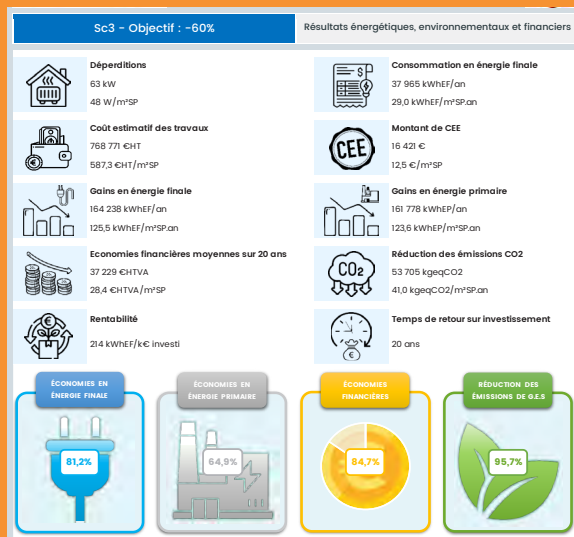 Sc3 - Objectif : -60%
Résultats énergétiques, environnementaux et financiers
Déperditions
63 kW
48 W/m²SP
Consommation en énergie finale
37 965 kWhEF/an
29,0 kWhEF/m²SP.an
Coût estimatif des travaux
768 771 €HT
587,3 €HT/m²SP
CEE
Montant de CEE
16 421 €
12,5 €/m²SP
Gains en énergie finale
164 238 kWhEF/an
125,5 kWhEF/m²SP.an
Gains en énergie primaire
161 778 kWhEP/an
123,6 kWhEP/m²SP.an
Economies financières moyennes sur 20 ans
37 229 €HTVA
28,4 €HTVA/m²SP
CO2
Réduction des émissions CO2
53 705 kgeqCO2
41,0 kgeqCO2/m²SP.an
Rentabilité
214 kWhEF/k€ investi
Temps de retour sur investissement
20 ans
ÉCONOMIES EN
ÉNERGIE FINALE
81,2%
ÉCONOMIES EN
ÉNERGIE PRIMAIRE
64,9%
ÉCONOMIES
FINANCIÈRES
84,7%
RÉDUCTION DES
ÉMISSIONS DE G.E.S
95,7%